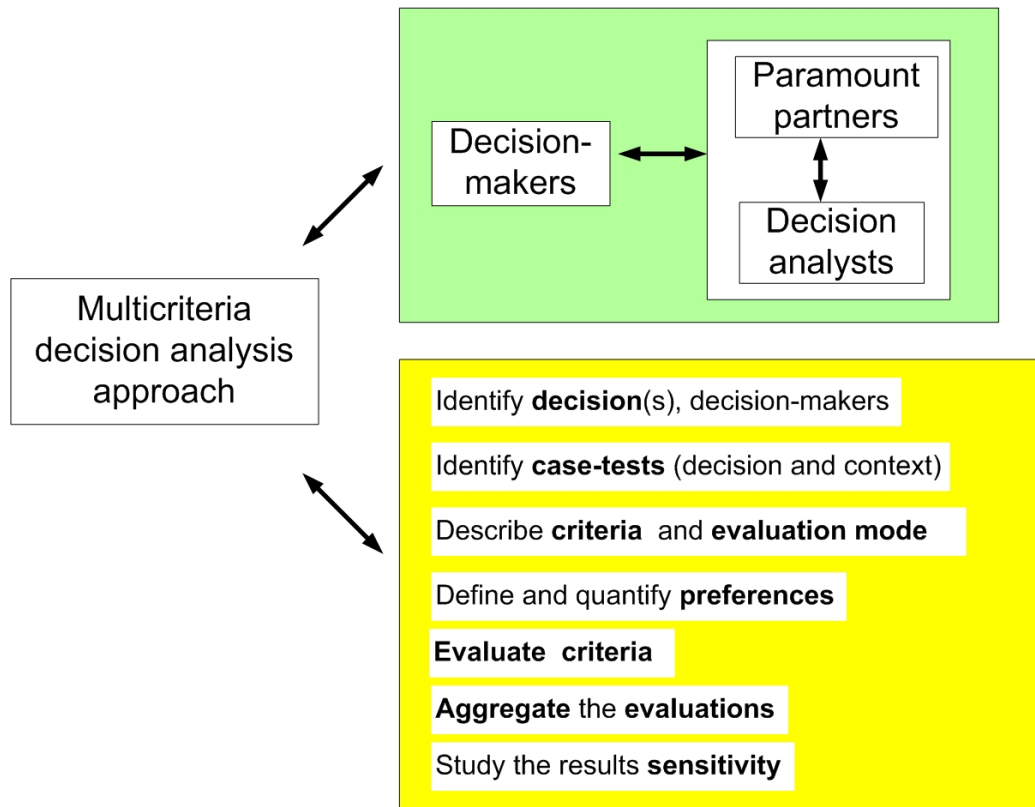 Multicriteria
decision analysis
approach
Decision-
makers
Paramount
partners
Decision
analysts
Identify decision(s), decision-makers
Identify case-tests (decision and context)
Describe criteria and evaluation mode
Define and quantify preferences
Evaluate criteria
Aggregate the evaluations
Study the results sensitivity